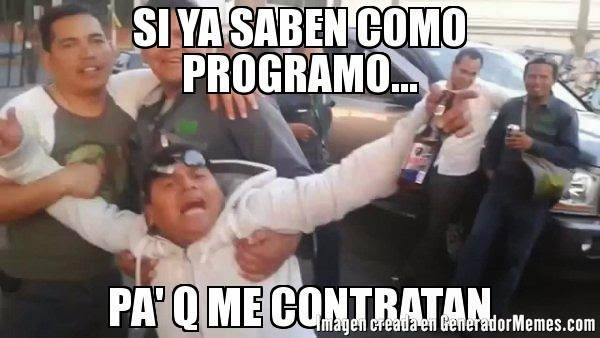 SI YA SABEN COMO
PROGRAMO...
PA' Q ME CONTRATAN
Imagen creada en GeneradorMemes.com